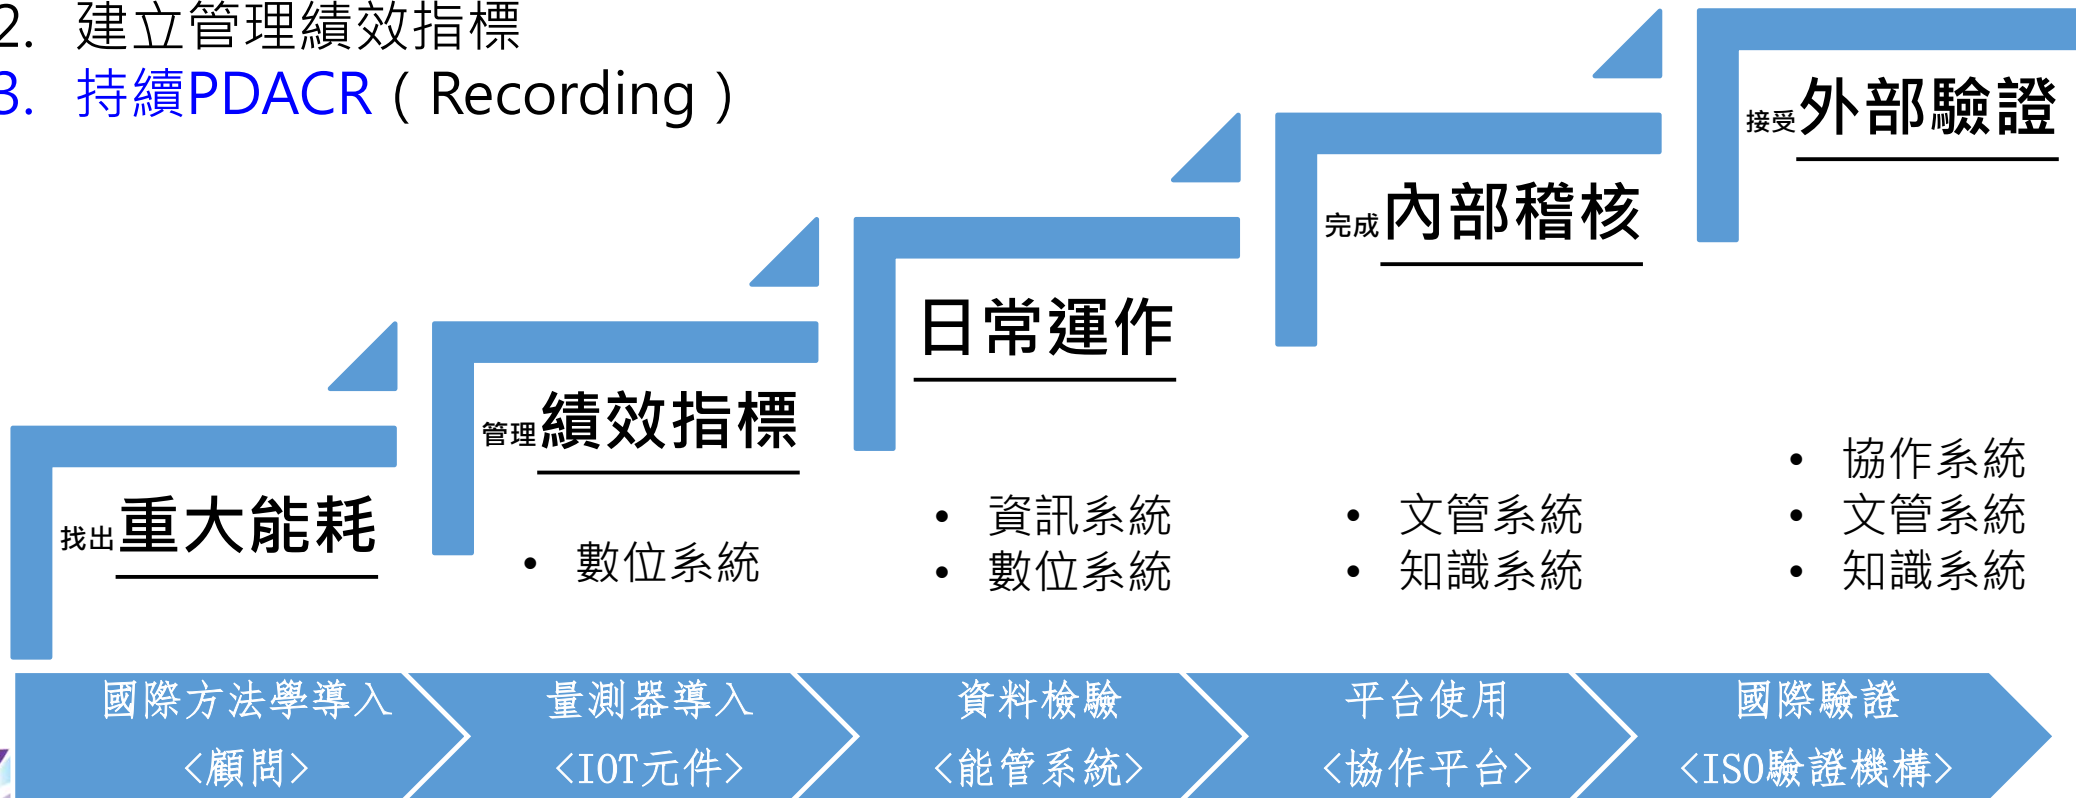 2. 建立管理績效指標
3. 持續PDACR（Recording）
找出重大能耗
管理績效指標
• 數位系統
日常運作
• 資訊系統
• 數位系統
完成內部稽核
• 文管系統
• 知識系統
接受外部驗證
• 協作系統
• 文管系統
• 知識系統
國際方法學導入
<顧問>
量測器導入
<IOT元件>
資料檢驗
<能管系統>
平台使用
<協作平台>
國際驗證
<ISO驗證機構>